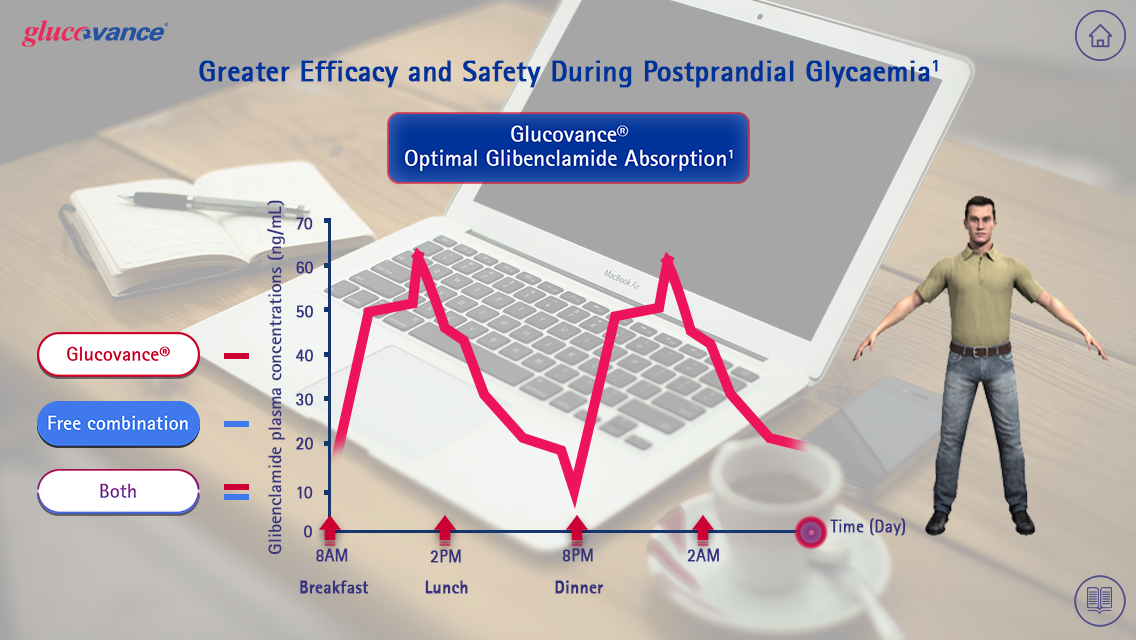 glucovance®
Greater Efficacy and Safety During Postprandial Glycaemia¹
Glucovance®
Optimal Glibenclamide Absorption¹
Glibenclamide plasma concentrations (ng/mL)
70
60
50
40
30
20
10
0
MacBook Air
Glucovance®
Free combination
Both
8AM
2PM
8PM
2AM
Time (Day)
Breakfast
Lunch
Dinner